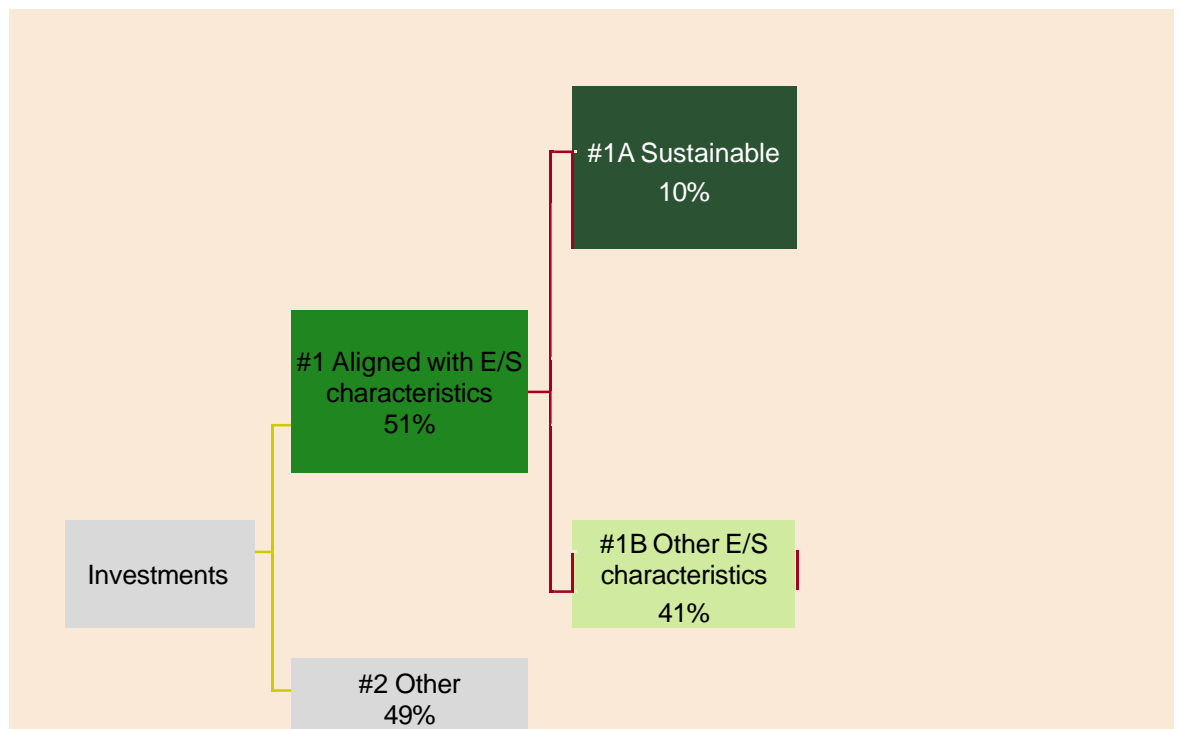 #1A Sustainable
10%
#1 Aligned with E/S
characteristics
51%
Investments
#1B Other E/S
characteristics
41%
#2 Other
49%